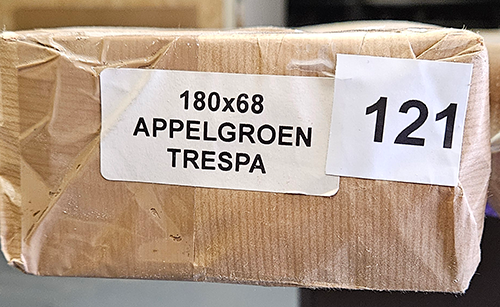 180x68
APPELGROEN
TRESPA
121